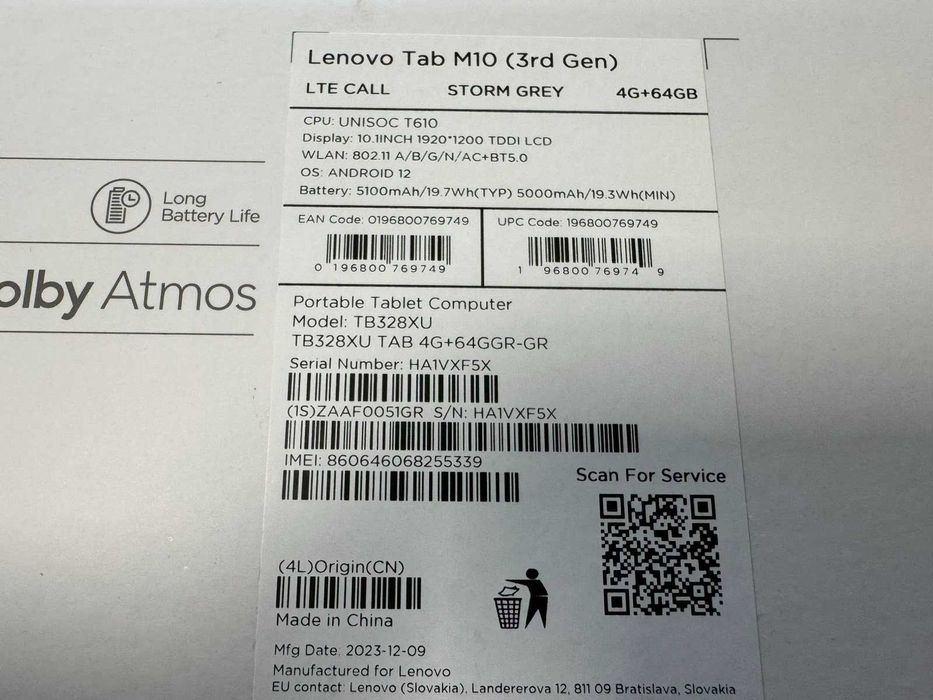 Lenovo Tab M10 (3rd Gen)
LTE CALL STORM GREY 4G+64GB
CPU: UNISOC T610
Display: 10.1INCH 1920*1200 TDDI LCD
WLAN: 802.11 A/B/G/N/AC+BT5.0
OS: ANDROID 12
Battery: 5100mAh/19.7Wh(TYP) 5000mAh/19.3Wh(MIN)
Long
Battery Life
EAN Code: 0196800769749 UPC Code: 196800769749
0 196800 769749 1 96800 76974 9
olby Atmos
Portable Tablet Computer
Model: TB328XU
TB328XU TAB 4G+64GGR-GR
Serial Number: HA1VXF5X
(1S)ZAAF0051GR S/N: HA1VXF5X
IMEI: 860646068255339
Scan For Service
(4L)Origin(CN)
Made in China
Mfg Date: 2023-12-09
Manufactured for Lenovo
EU contact: Lenovo (Slovakia), Landererova 12, 811 09 Bratislava, Slovakia